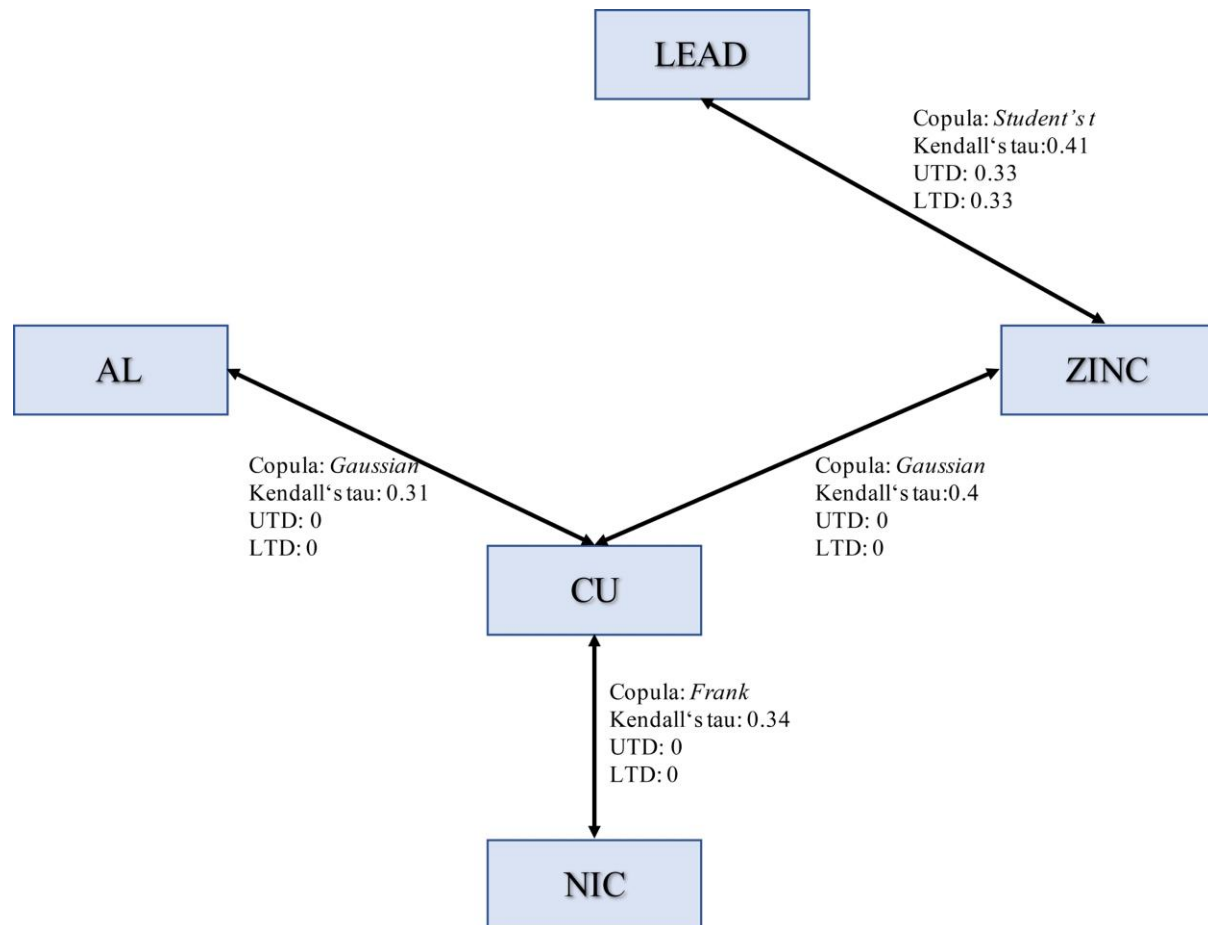 LEAD
Copula: Student’s t
Kendall‘s tau:0.41
UTD: 0.33
LTD: 0.33
AL
ZINC
Copula: Gaussian
Kendall‘s tau: 0.31
UTD: 0
LTD: 0
Copula: Gaussian
Kendall‘s tau:0.4
UTD: 0
LTD: 0
CU
Copula: Frank
Kendall‘s tau: 0.34
UTD: 0
LTD: 0
NIC